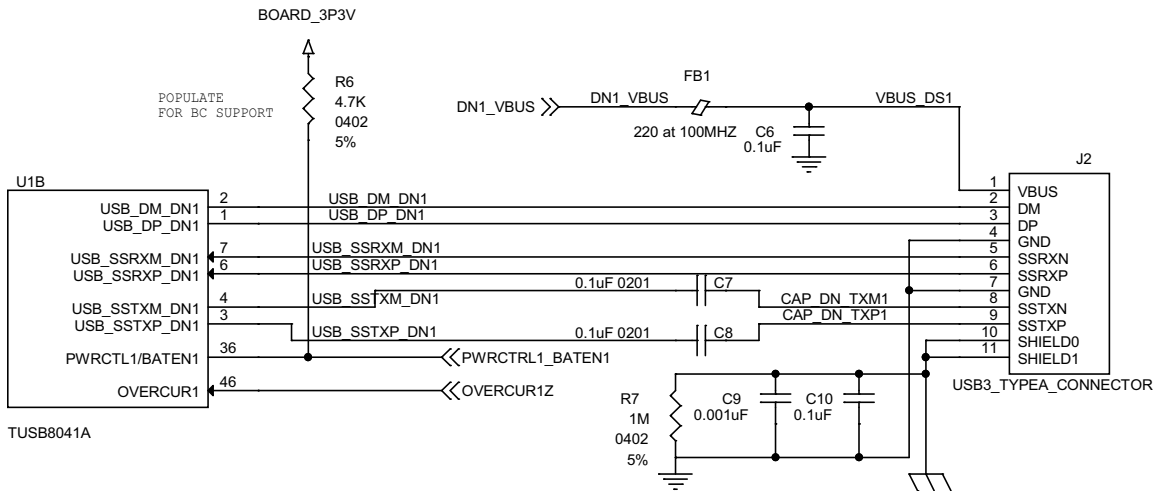 BOARD_3P3V
POPULATE
FOR BC SUPPORT
R6
4.7K
0402
5%
FB1
DN1_VBUS
DN1_VBUS
VBUS_DS1
220 at 100MHZ
C6
0.1uF
J2
U1B
USB_DM_DN1
USB_DP_DN1
USB_SSRXM_DN1
USB_SSRXP_DN1
USB_SSTXM_DN1
USB_SSTXP_DN1
PWRCTL1/BATEN1
OVERCUR1
TUSB8041A
2
1
7
6
4
3
36
46
USB_DM_DN1
USB_DP_DN1
USB_SSRXM_DN1
USB_SSRXP_DN1
USB_SSTXM_DN1
USB_SSTXP_DN1
0.1uF 0201
C7
0.1uF 0201
C8
CAP_DN_TXM1
CAP_DN_TXP1
PWRCTRL1_BATEN1
OVERCUR1Z
1
2
3
4
5
6
7
8
9
10
11
VBUS
DM
DP
GND
SSRXN
SSRXP
GND
SSTXN
SSTXP
SHIELD0
SHIELD1
USB3_TYPEA_CONNECTOR
R7
1M
0402
5%
C9
0.001uF
C10
0.1uF